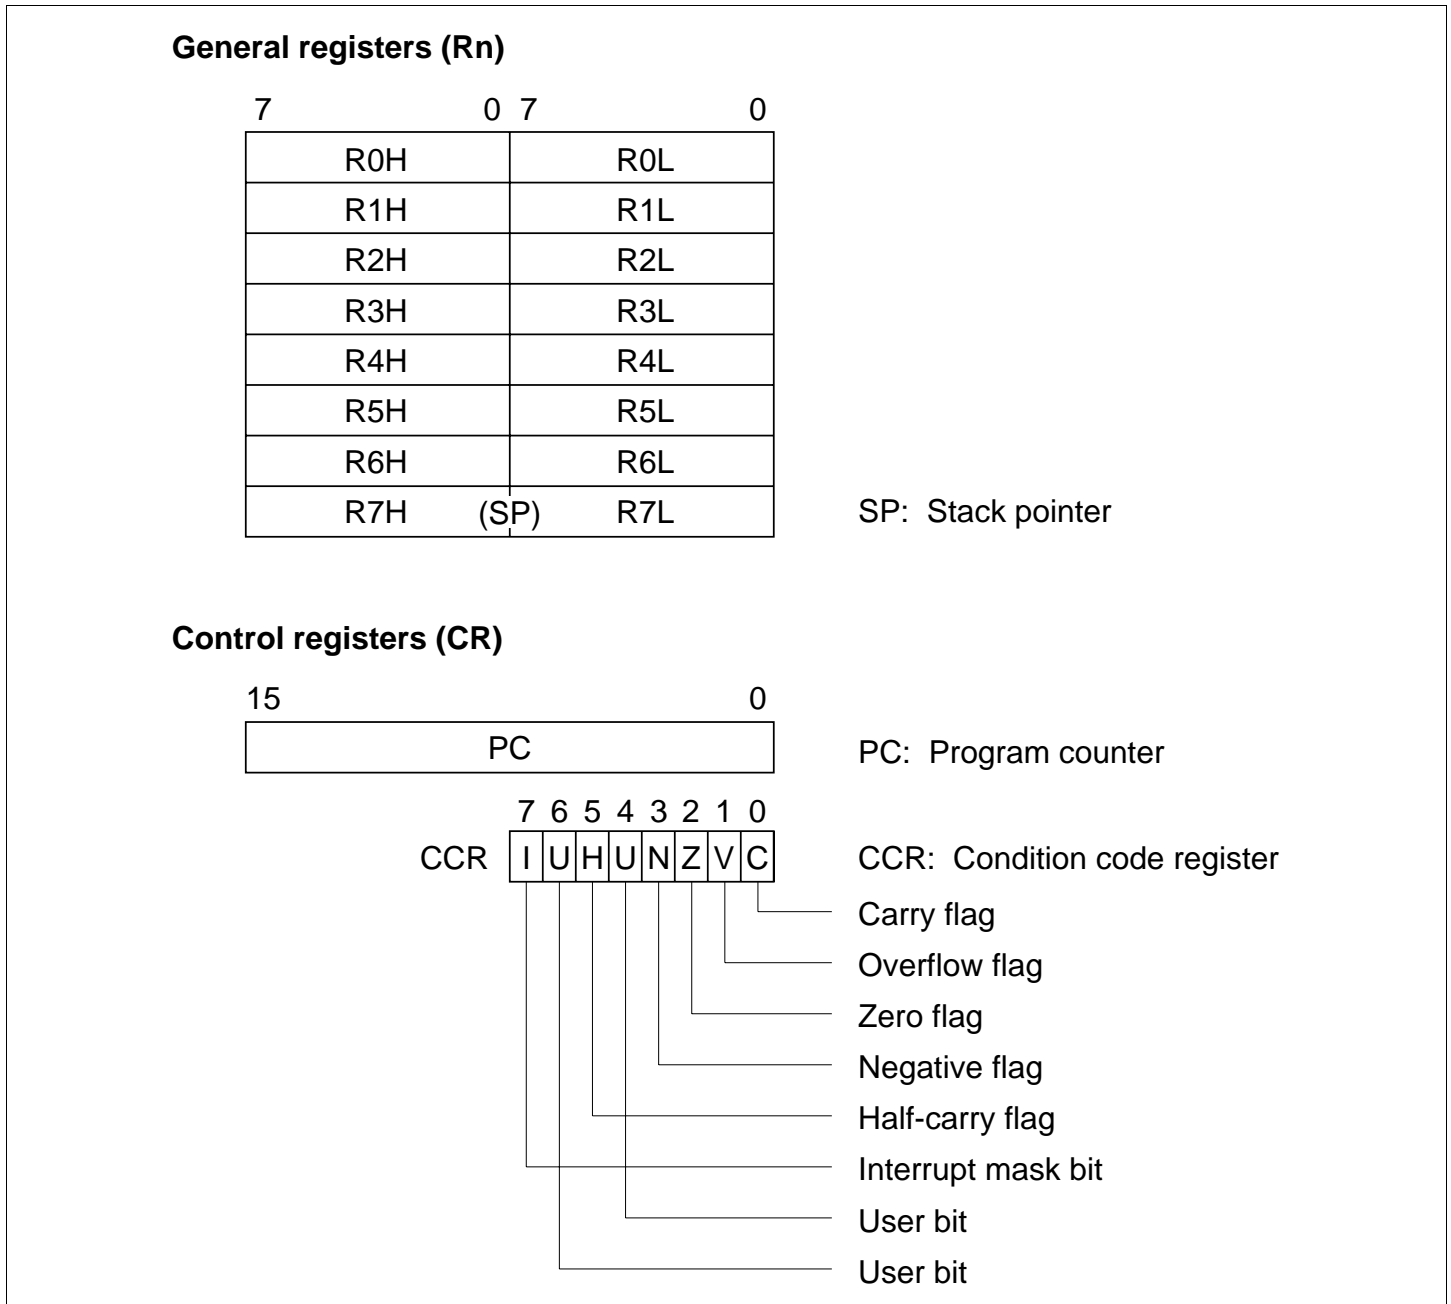 General registers (Rn)
7 0 7 0
R0H R0L
R1H R1L
R2H R2L
R3H R3L
R4H R4L
R5H R5L
R6H R6L
R7H (SP) R7L SP: Stack pointer
Control registers (CR)
15 0
PC PC: Program counter
7 6 5 4 3 2 1 0
CCR I U H U N Z V C CCR: Condition code register
Carry flag
Overflow flag
Zero flag
Negative flag
Half-carry flag
Interrupt mask bit
User bit
User bit